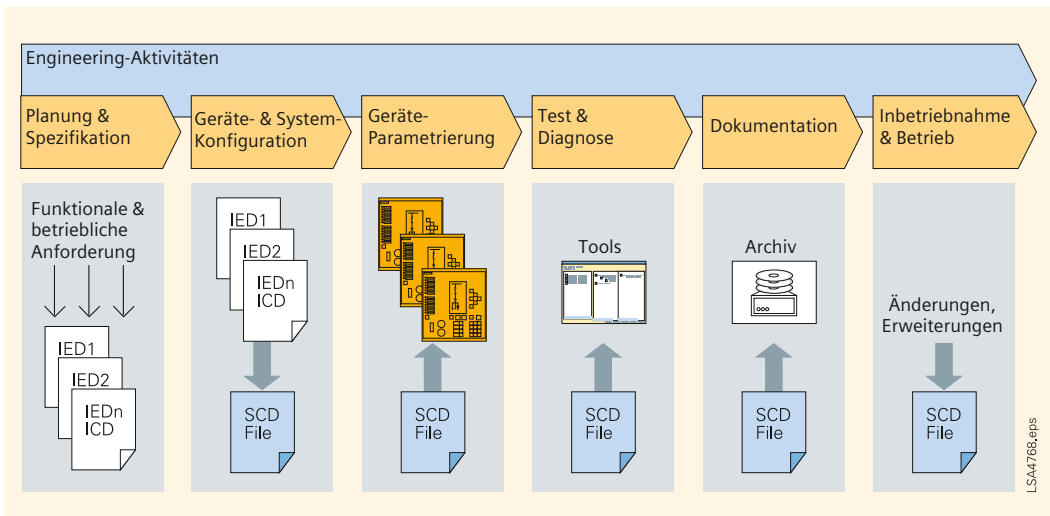 Engineering-Aktivitäten
Planung &
Spezifikation
Geräte- & System-
Konfiguration
Geräte-
Parametrierung
Test &
Diagnose
Dokumentation
Inbetriebnahme
& Betrieb
Funktionale &
betriebliche
Anforderung
IED1
IED2
IEDn
ICD
IED1
IED2
IEDn
ICD
SCD
File
SCD
File
Tools
SCD
File
Archiv
SCD
File
Änderungen,
Erweiterungen
SCD
File
LSA4768.eps